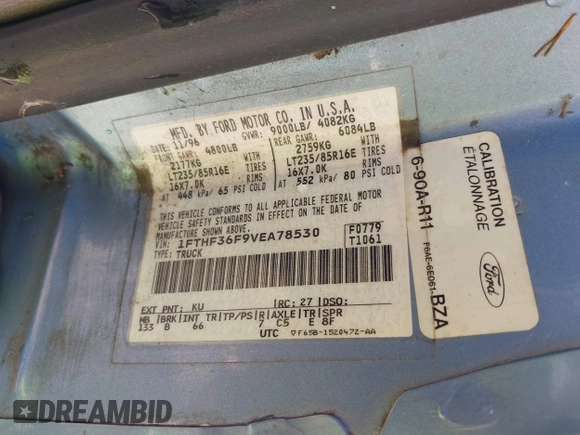 MFD. BY FORD MOTOR CO. IN U.S.A.
DATE: 11/96 GVWR: 9000LB/ 4082KG
FRONT GAWR: 4800LB REAR GAWR: 6084LB
2177KG WITH 2759KG WITH
LT235/85R16E TIRES LT235/85R16E TIRES
16X7.0K RIMS 16X7.0K RIMS
AT 448 kPa/ 65 PSI COLD AT 552 kPa/ 80 PSI COLD
THIS VEHICLE CONFORMS TO ALL APPLICABLE FEDERAL MOTOR
VEHICLE SAFETY STANDARDS IN EFFECT ON THE DATE OF
MANUFACTURE SHOWN ABOVE.
VIN: 1FTHF36F9VEA78530 F0779
TYPE: TRUCK T1061
EXT PNT: KU RC: 27 DSO:
WB BRK INT TR TP/PS R AXLE TR SPR
133 B 66 7 C5 E 8F
UTC F65B-1520472-AA
CALIBRATION
ÉTALONNAGE
6-90A-R11
F6AE-6E061-BZA
Ford
DREAMBID